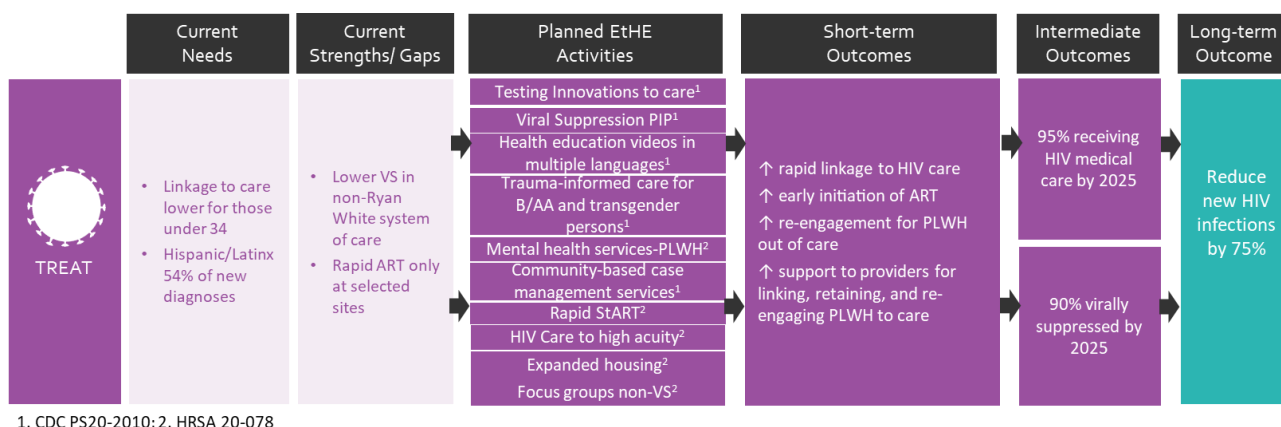 Current
Needs
Current
Strengths/ Gaps
Planned EtHE
Activities
Short-term
Outcomes
Intermediate
Outcomes
Long-term
Outcome
TREAT
• Linkage to care
lower for those
under 34
• Hispanic/Latinx
54% of new
diagnoses
• Lower VS in
non-Ryan
White system
of care
• Rapid ART only
at selected
sites
Testing Innovations to care¹
Viral Suppression PIP¹
Health education videos in
multiple languages¹
Trauma-informed care for
B/AA and transgender
persons¹
Mental health services-PLWH²
Community-based case
management services¹
Rapid StART²
HIV Care to high acuity²
Expanded housing²
Focus groups non-VS²
↑ rapid linkage to HIV care
↑ early initiation of ART
↑ re-engagement for PLWH
out of care
↑ support to providers for
linking, retaining, and re-
engaging PLWH to care
95% receiving
HIV medical
care by 2025
90% virally
suppressed by
2025
Reduce
new HIV
infections
by 75%
1. CDC PS20-2010; 2. HRSA 20-078